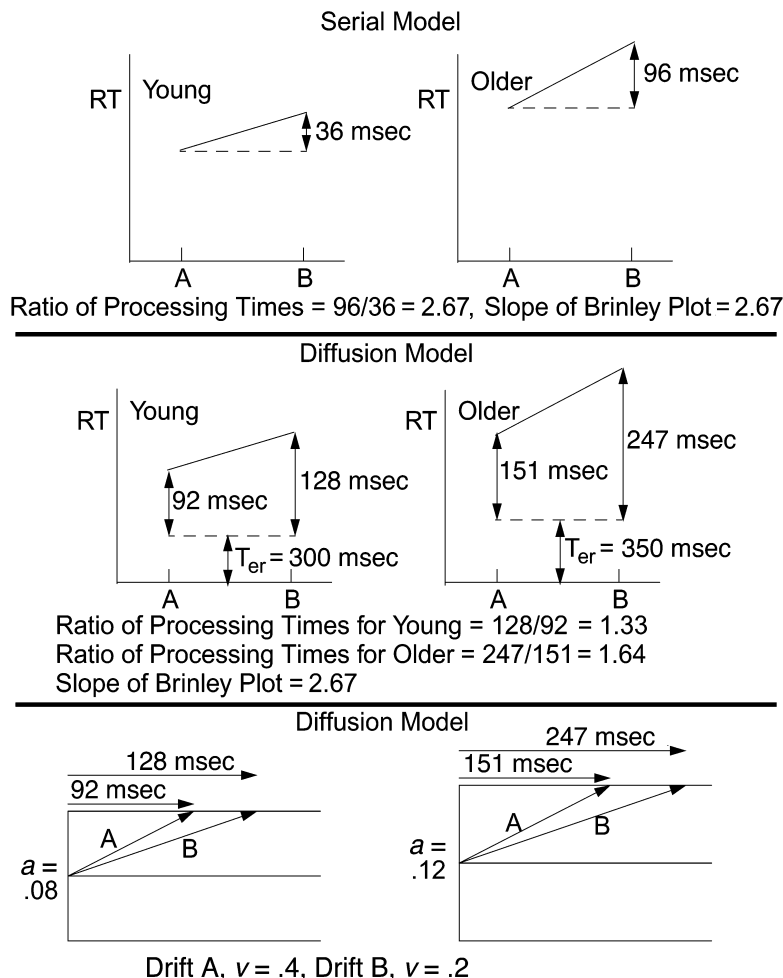 Serial Model
RT Young 36 msec A B
RT Older 96 msec A B
Ratio of Processing Times = 96/36 = 2.67, Slope of Brinley Plot = 2.67
Diffusion Model
RT Young 92 msec 128 msec Ter = 300 msec A B
RT Older 151 msec 247 msec Ter = 350 msec A B
Ratio of Processing Times for Young = 128/92 = 1.33
Ratio of Processing Times for Older = 247/151 = 1.64
Slope of Brinley Plot = 2.67
Diffusion Model
128 msec
92 msec
A
B
a =
.08
247 msec
151 msec
A
B
a =
.12
Drift A, v = .4, Drift B, v = .2